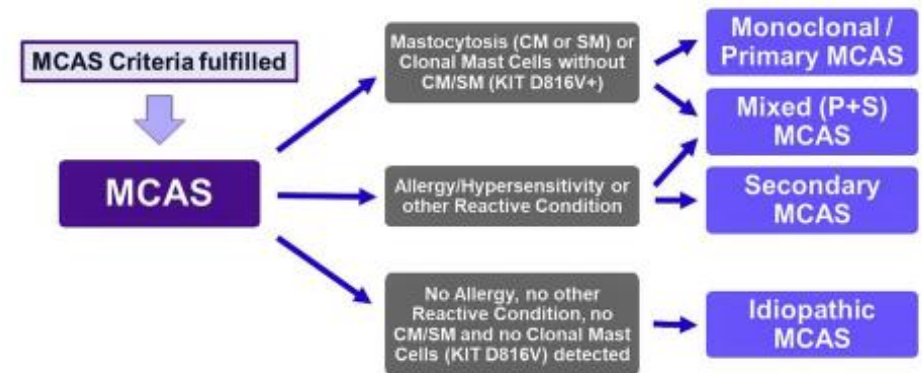 MCAS Criteria fulfilled
MCAS
Mastocytosis (CM or SM) or
Clonal Mast Cells without
CM/SM (KIT D816V+)
Allergy/Hypersensitivity or
other Reactive Condition
No Allergy, no other
Reactive Condition, no
CM/SM and no Clonal Mast
Cells (KIT D816V) detected
Monoclonal /
Primary MCAS
Mixed (P+S)
MCAS
Secondary
MCAS
Idiopathic
MCAS